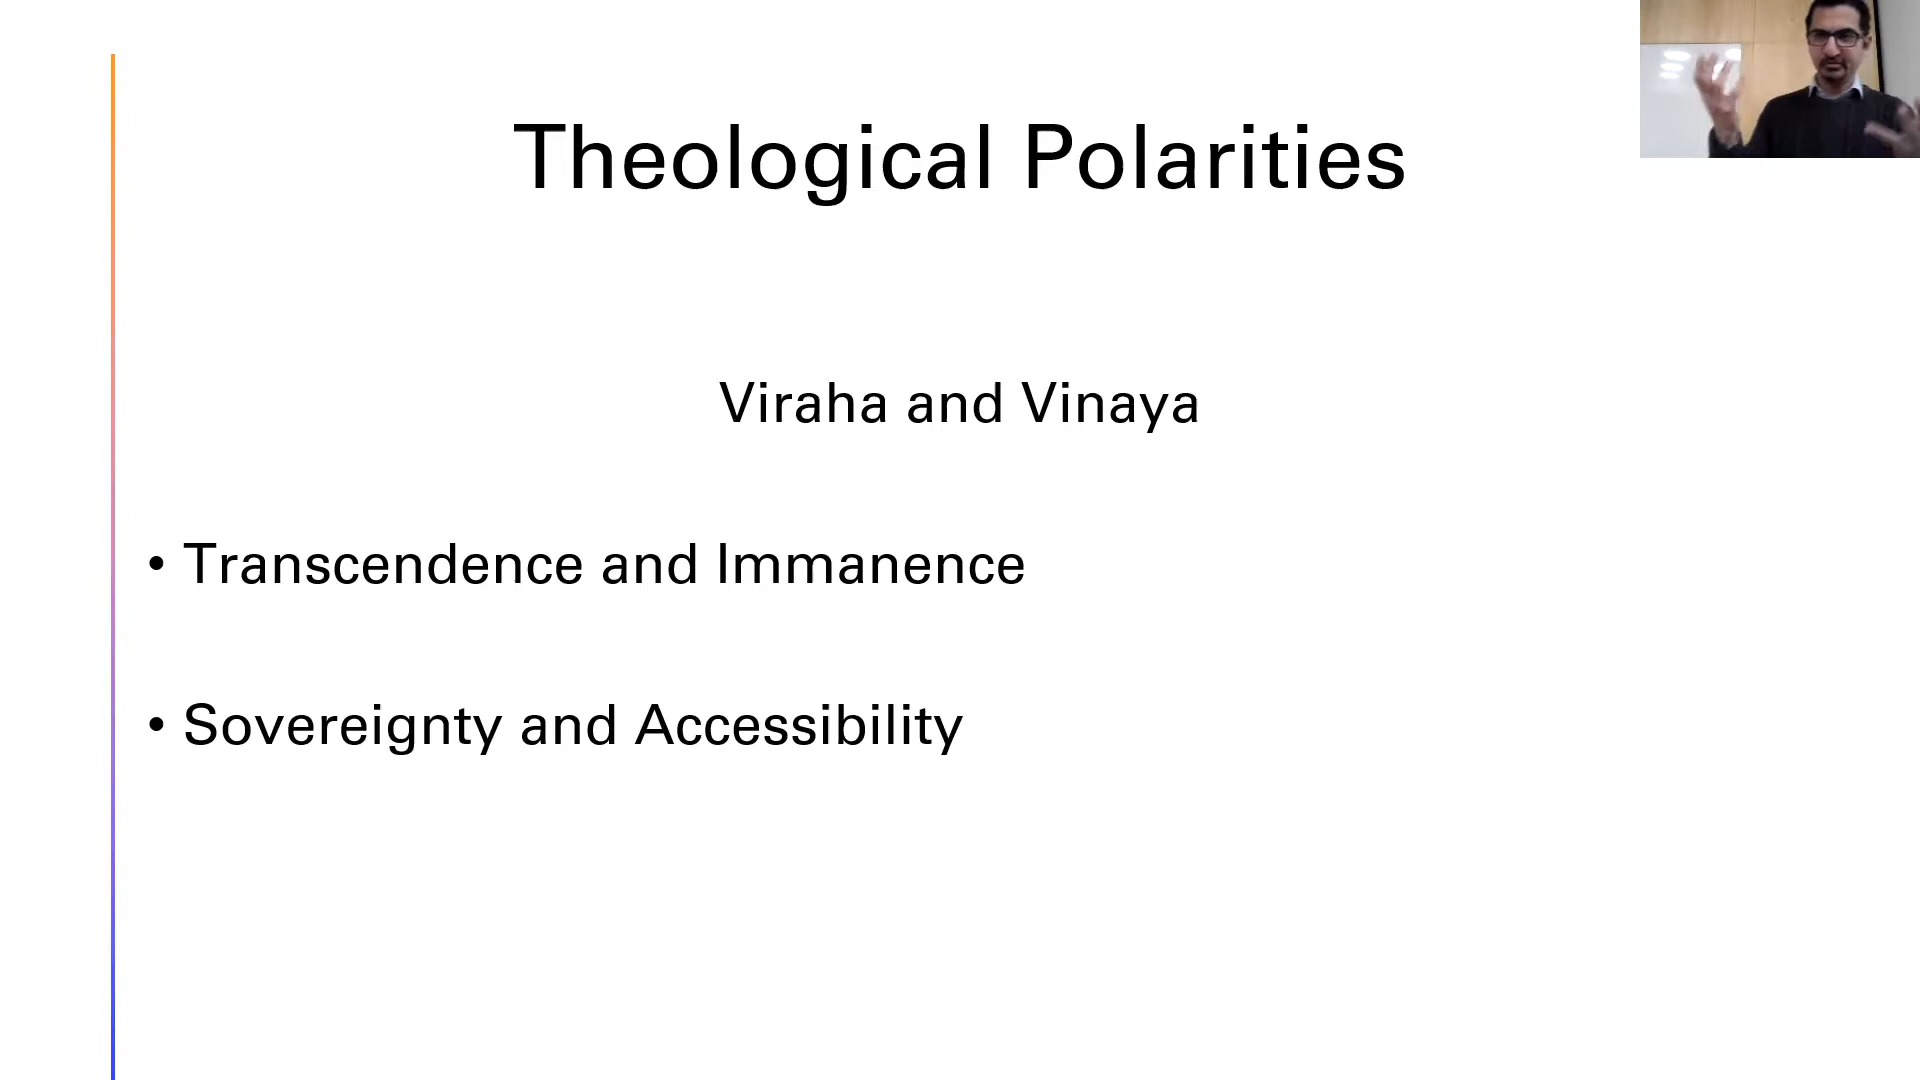 Theological Polarities
Viraha and Vinaya
• Transcendence and Immanence
• Sovereignty and Accessibility